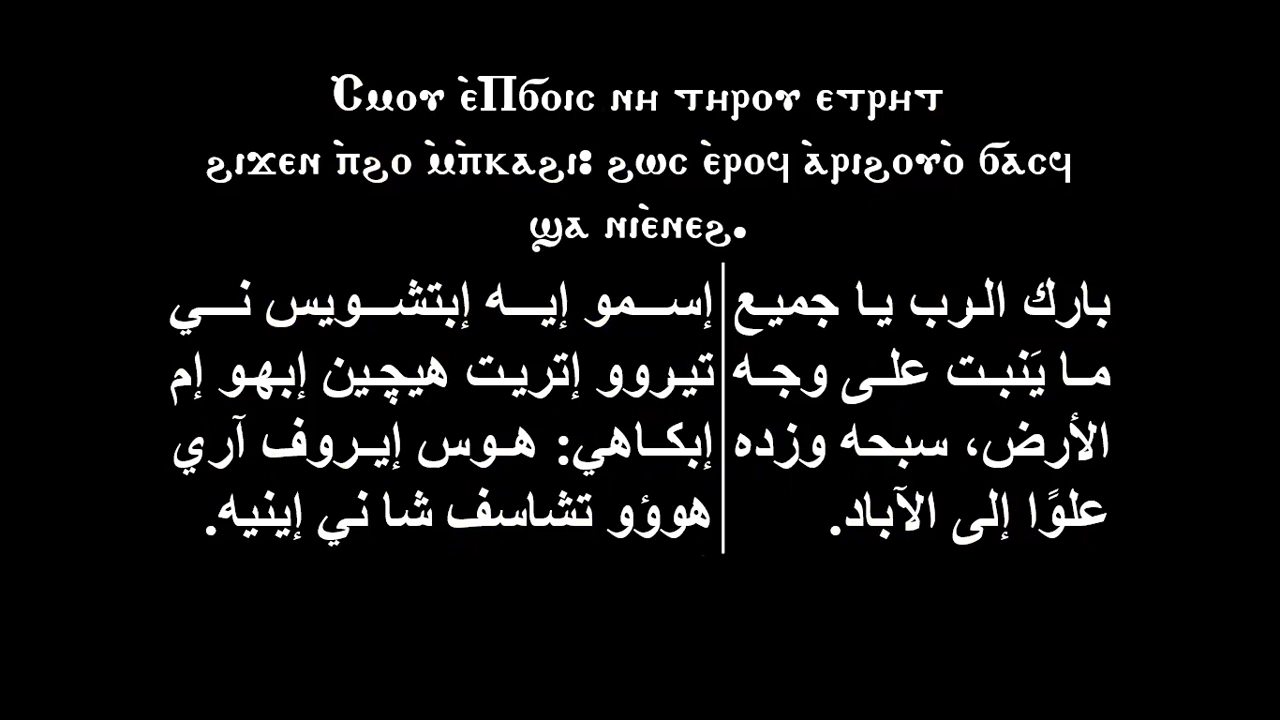 Ⲥⲙⲟⲩ ⲉ̀Ⲡϭⲟⲓⲥ ⲛⲏ ⲧⲏⲣⲟⲩ ⲉⲧⲣⲏⲧ
ϩⲓϫⲉⲛ ⲡ̀ϩⲟ ⲙ̀ⲡ̀ⲕⲁϩⲓ: ϩⲱⲥ ⲉ̀ⲣⲟϥ ⲁ̀ⲣⲓϩⲟⲩⲟ̀ ϭⲁⲥϥ
ϣⲁ ⲛⲓⲉ̀ⲛⲉϩ.
بارك الرب يا جميع
ما يَنبت على وجه
الأرض، سبحه وزده
علوًا إلى الآباد.
إسمو إيه إبتشويس ني
تيروو إتريت هيچين إبهو إم
إبكاهي: هوس إيروف آري
هوؤو تشاسف شا ني إينيه.